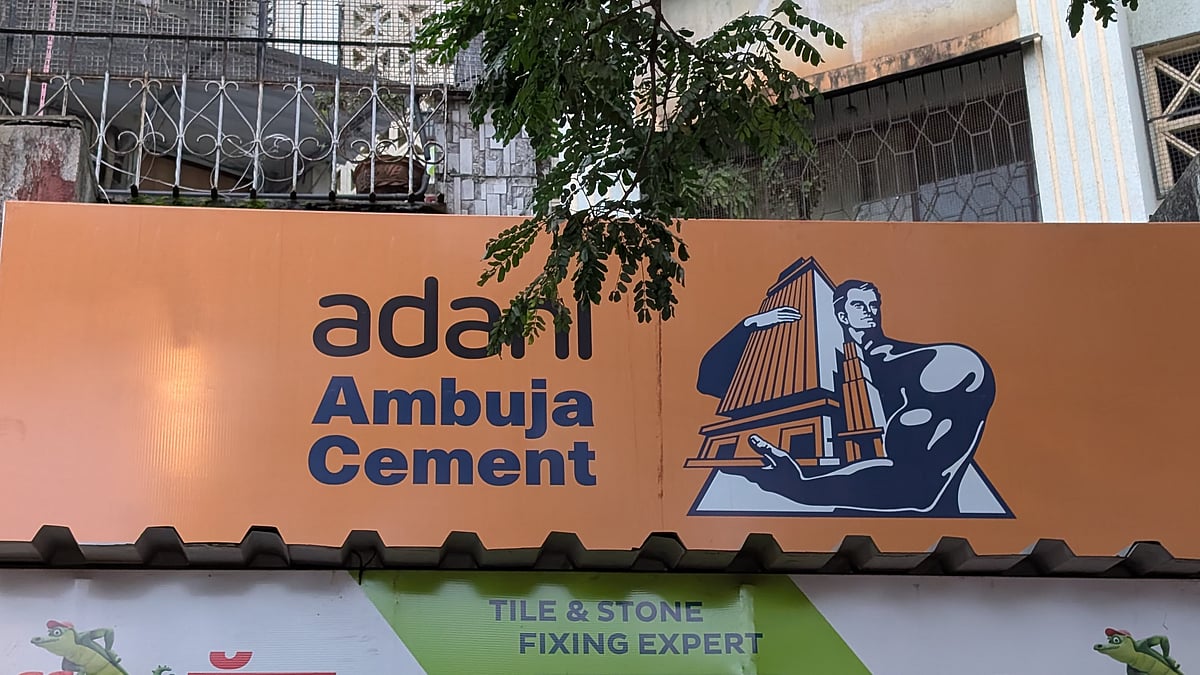 adani
Ambuja
Cement
TILE & STONE
FIXING EXPERT